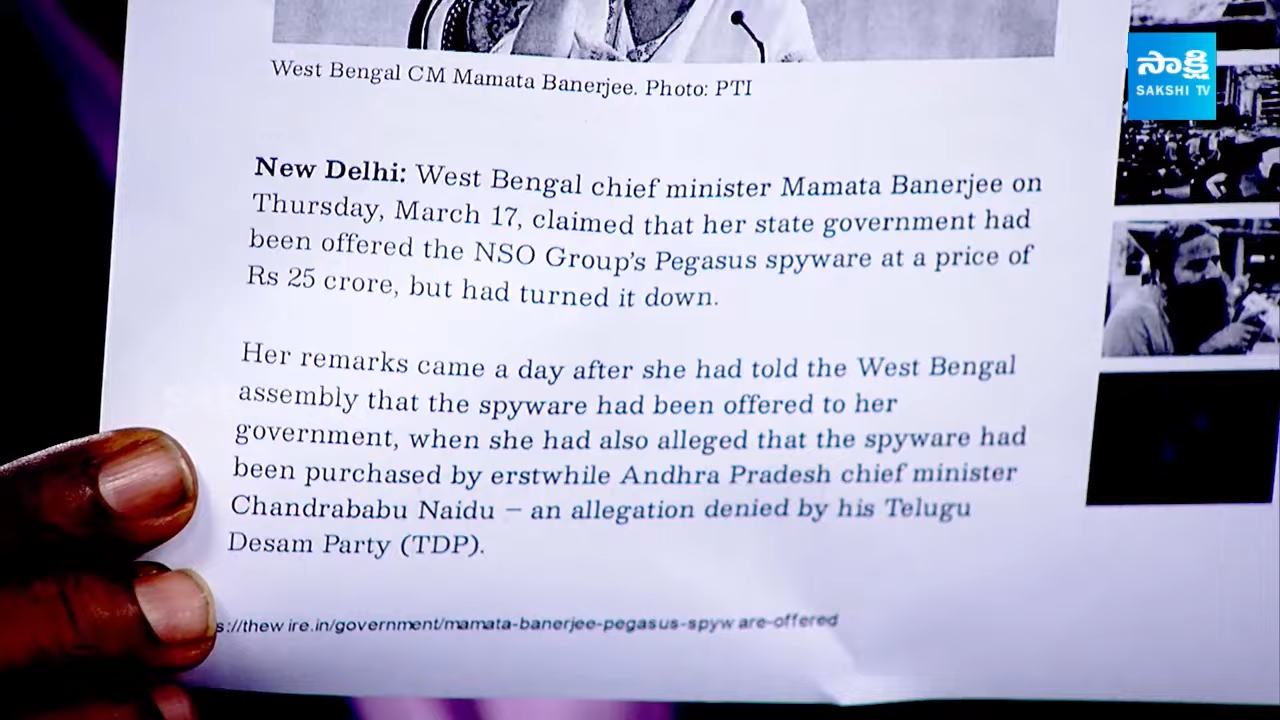 సాక్షి
SAKSHI TV
West Bengal CM Mamata Banerjee. Photo: PTI
New Delhi: West Bengal chief minister Mamata Banerjee on
Thursday, March 17, claimed that her state government had
been offered the NSO Group's Pegasus spyware at a price of
Rs 25 crore, but had turned it down.
Her remarks came a day after she had told the West Bengal
assembly that the spyware had been offered to her
government, when she had also alleged that the spyware had
been purchased by erstwhile Andhra Pradesh chief minister
Chandrababu Naidu – an allegation denied by his Telugu
Desam Party (TDP).
s://thew ire.in/government/mamata-banerjee-pegasus-spyw are-offered